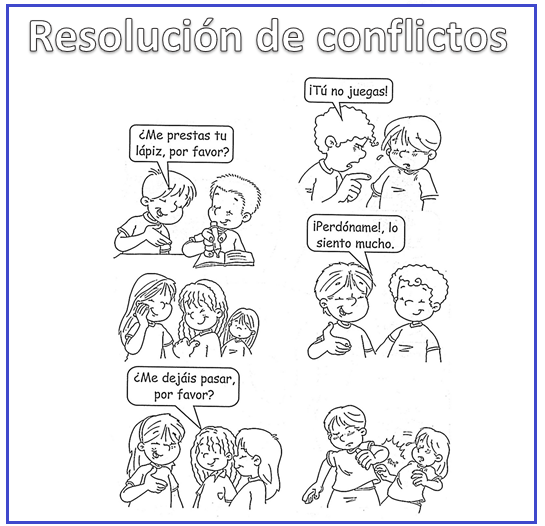 Resolución de conflictos
¡Tú no juegas!
¿Me prestas tu
lápiz, por favor?
¡Perdóname!, lo
siento mucho.
¿Me dejáis pasar,
por favor?